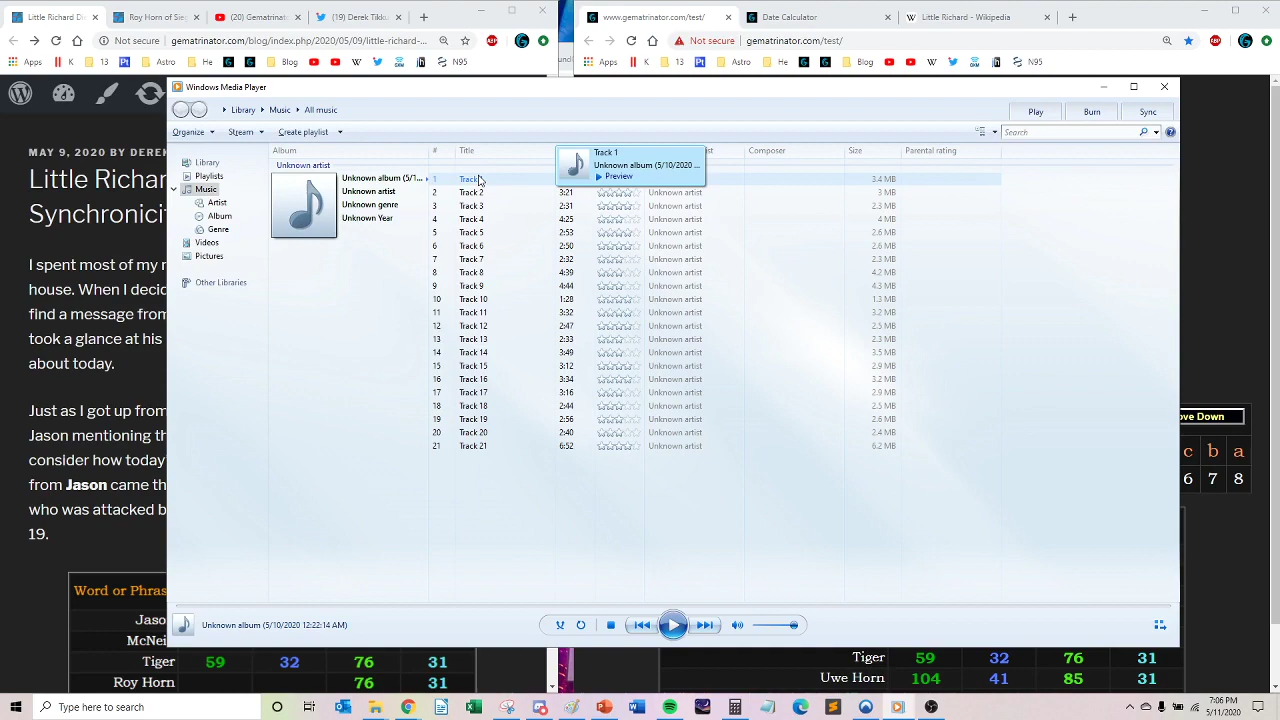 Little Richard Di
Roy Horn of Sie
(20) Gematrinat
(19) Derek Tikku
www.gematrinator.com/test/
Date Calculator
Little Richard - Wikipedia
Not secure
gematrinator.com/blog/index.php/2020/05/09/little-richard-...
Not secure
gematrinator.com/test/
Apps
K
13
Astro
He
Blog
N95
Apps
K
13
Astro
He
Blog
N95
Windows Media Player
Library
Music
All music
Play
Burn
Sync
Organize
Stream
Create playlist
Search
Album
#
Title
Composer
Size
Parental rating
Unknown artist
Track 1
Unknown album (5/10/2020 ...
Preview
Library
Playlists
Music
Artist
Album
Genre
Videos
Pictures
Other Libraries
Unknown album (5/1...
Unknown artist
Unknown genre
Unknown Year
1 Track 3.4 MB
2 Track 2 3:21 Unknown artist 3 MB
3 Track 3 2:31 Unknown artist 2.3 MB
4 Track 4 4:25 Unknown artist 4 MB
5 Track 5 2:53 Unknown artist 2.6 MB
6 Track 6 2:50 Unknown artist 2.6 MB
7 Track 7 2:32 Unknown artist 2.3 MB
8 Track 8 4:39 Unknown artist 4.2 MB
9 Track 9 4:44 Unknown artist 4.3 MB
10 Track 10 1:28 Unknown artist 1.3 MB
11 Track 11 3:32 Unknown artist 3.2 MB
12 Track 12 2:47 Unknown artist 2.5 MB
13 Track 13 2:33 Unknown artist 2.3 MB
14 Track 14 3:49 Unknown artist 3.5 MB
15 Track 15 3:12 Unknown artist 2.9 MB
16 Track 16 3:34 Unknown artist 3.2 MB
17 Track 17 3:16 Unknown artist 2.9 MB
18 Track 18 2:44 Unknown artist 2.5 MB
19 Track 19 2:56 Unknown artist 2.6 MB
20 Track 20 2:40 Unknown artist 2.4 MB
21 Track 21 6:52 Unknown artist 6.2 MB
Unknown album (5/10/2020 12:22:14 AM)
MAY 9, 2020 BY DEREK
Little Richar
Synchronicit
I spent most of my r
house. When I decid
find a message from
took a glance at his
about today.
Just as I got up from
Jason mentioning th
consider how today
from Jason came th
who was attacked b
19.
Word or Phras
Jaso
McNei
Tiger 59 32 76 31
Roy Horn 76 31
ove Down
c b a
6 7 8
Tiger 59 32 76 31
Uwe Horn 104 41 85 31
Type here to search
7:06 PM
5/11/2020